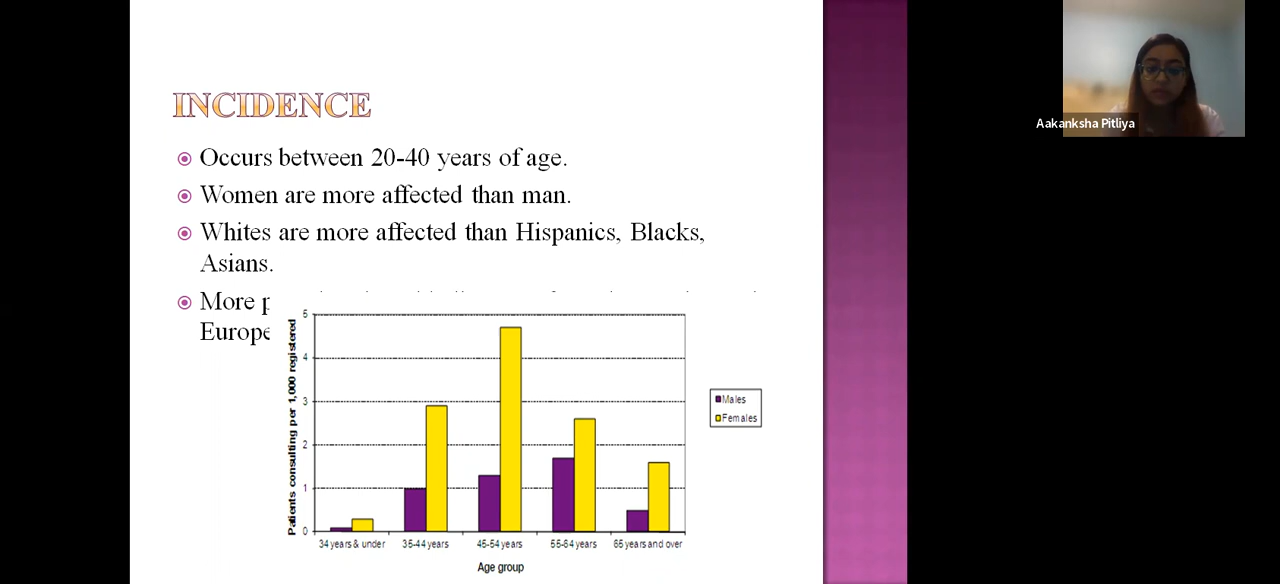 INCIDENCE
Occurs between 20-40 years of age.
Women are more affected than man.
Whites are more affected than Hispanics, Blacks,
Asians.
More
Europe
Patients consulting per 1,000 registered
5
4
3
2
1
0
34 years & under 35-44 years 45-54 years 55-64 years 65 years and over
Age group
Males
Females
Aakanksha Pitliya